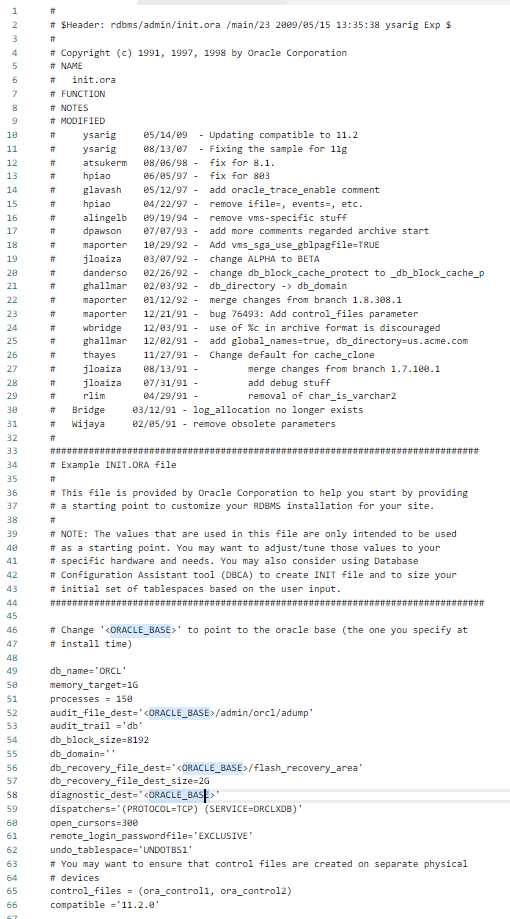 1 #
2 # $Header: rdbms/admin/init.ora /main/23 2009/05/15 13:35:38 ysarig Exp $
3 #
4 # Copyright (c) 1991, 1997, 1998 by Oracle Corporation
5 # NAME
6 #   init.ora
7 # FUNCTION
8 # NOTES
9 # MODIFIED
10 #     ysarig     05/14/09  - Updating compatible to 11.2
11 #     ysarig     08/13/07  - Fixing the sample for 11g
12 #     atsukerm   08/06/98 -  fix for 8.1.
13 #     hpiao      06/05/97 -  fix for 803
14 #     glavash    05/12/97 -  add oracle_trace_enable comment
15 #     hpiao      04/22/97 -  remove ifile=, events=, etc.
16 #     alingelb   09/19/94 -  remove vms-specific stuff
17 #     dpawson    07/07/93 -  add more comments regarded archive start
18 #     maporter   10/29/92 -  Add vms_sga_use_gblpagfile=TRUE
19 #     jloaiza    03/07/92 -  change ALPHA to BETA
20 #     danderso   02/26/92 -  change db_block_cache_protect to _db_block_cache_p
21 #     ghallmar   02/03/92 -  db_directory -> db_domain
22 #     maporter   01/12/92 -  merge changes from branch 1.8.308.1
23 #     maporter   12/21/91 -  bug 76493: Add control_files parameter
24 #     wbridge    12/03/91 -  use of %c in archive format is discouraged
25 #     ghallmar   12/02/91 -  add global_names=true, db_directory=us.acme.com
26 #     thayes     11/27/91 -  Change default for cache_clone
27 #     jloaiza    08/13/91 -         merge changes from branch 1.7.100.1
28 #     jloaiza    07/31/91 -         add debug stuff
29 #     rlim       04/29/91 -         removal of char_is_varchar2
30 #   Bridge     03/12/91 - log_allocation no longer exists
31 #   Wijaya     02/05/91 - remove obsolete parameters
32 #
33 ##############################################################################
34 # Example INIT.ORA file
35 #
36 # This file is provided by Oracle Corporation to help you start by providing
37 # a starting point to customize your RDBMS installation for your site.
38 #
39 # NOTE: The values that are used in this file are only intended to be used
40 # as a starting point. You may want to adjust/tune those values to your
41 # specific hardware and needs. You may also consider using Database
42 # Configuration Assistant tool (DBCA) to create INIT file and to size your
43 # initial set of tablespaces based on the user input.
44 ###############################################################################
45
46 # Change '<ORACLE_BASE>' to point to the oracle base (the one you specify at
47 # install time)
48
49 db_name='ORCL'
50 memory_target=1G
51 processes = 150
52 audit_file_dest='<ORACLE_BASE>/admin/orcl/adump'
53 audit_trail ='db'
54 db_block_size=8192
55 db_domain=''
56 db_recovery_file_dest='<ORACLE_BASE>/flash_recovery_area'
57 db_recovery_file_dest_size=2G
58 diagnostic_dest='<ORACLE_BASE>'
59 dispatchers='(PROTOCOL=TCP) (SERVICE=ORCLXDB)'
60 open_cursors=300
61 remote_login_passwordfile='EXCLUSIVE'
62 undo_tablespace='UNDOTBS1'
63 # You may want to ensure that control files are created on separate physical
64 # devices
65 control_files = (ora_control1, ora_control2)
66 compatible ='11.2.0'
67